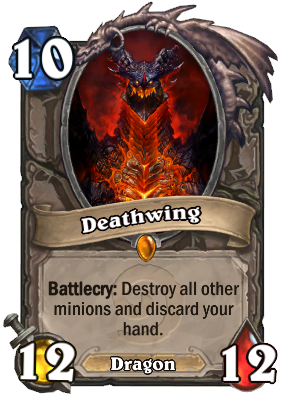 10
Deathwing
Battlecry: Destroy all other
minions and discard your
hand.
12
Dragon
12